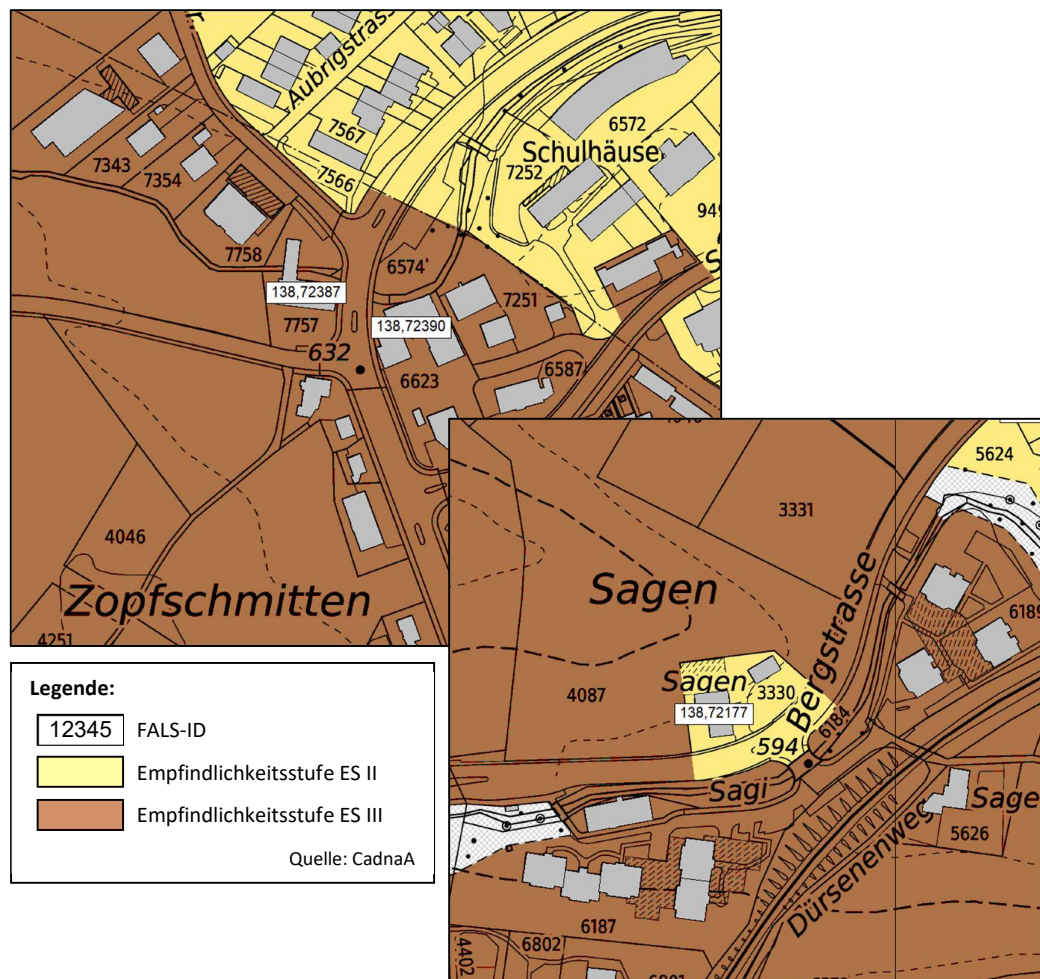 Aubrigstrass
7567
7566
6572
Schulhäuse
7252
7343
7354
7758
6574
7251
138,72387
7757
138,72390
632
6623
6587
4046
Zopfschmitten
4251
5624
3331
Sagen
Bergstrasse
6189
4087
Sagen
3330
138,72177
6184
594
Sagi
Sage
5626
Dürsenenweg
6187
6802
4402
Legende:
12345 FALS-ID
Empfindlichkeitsstufe ES II
Empfindlichkeitsstufe ES III
Quelle: CadnaA